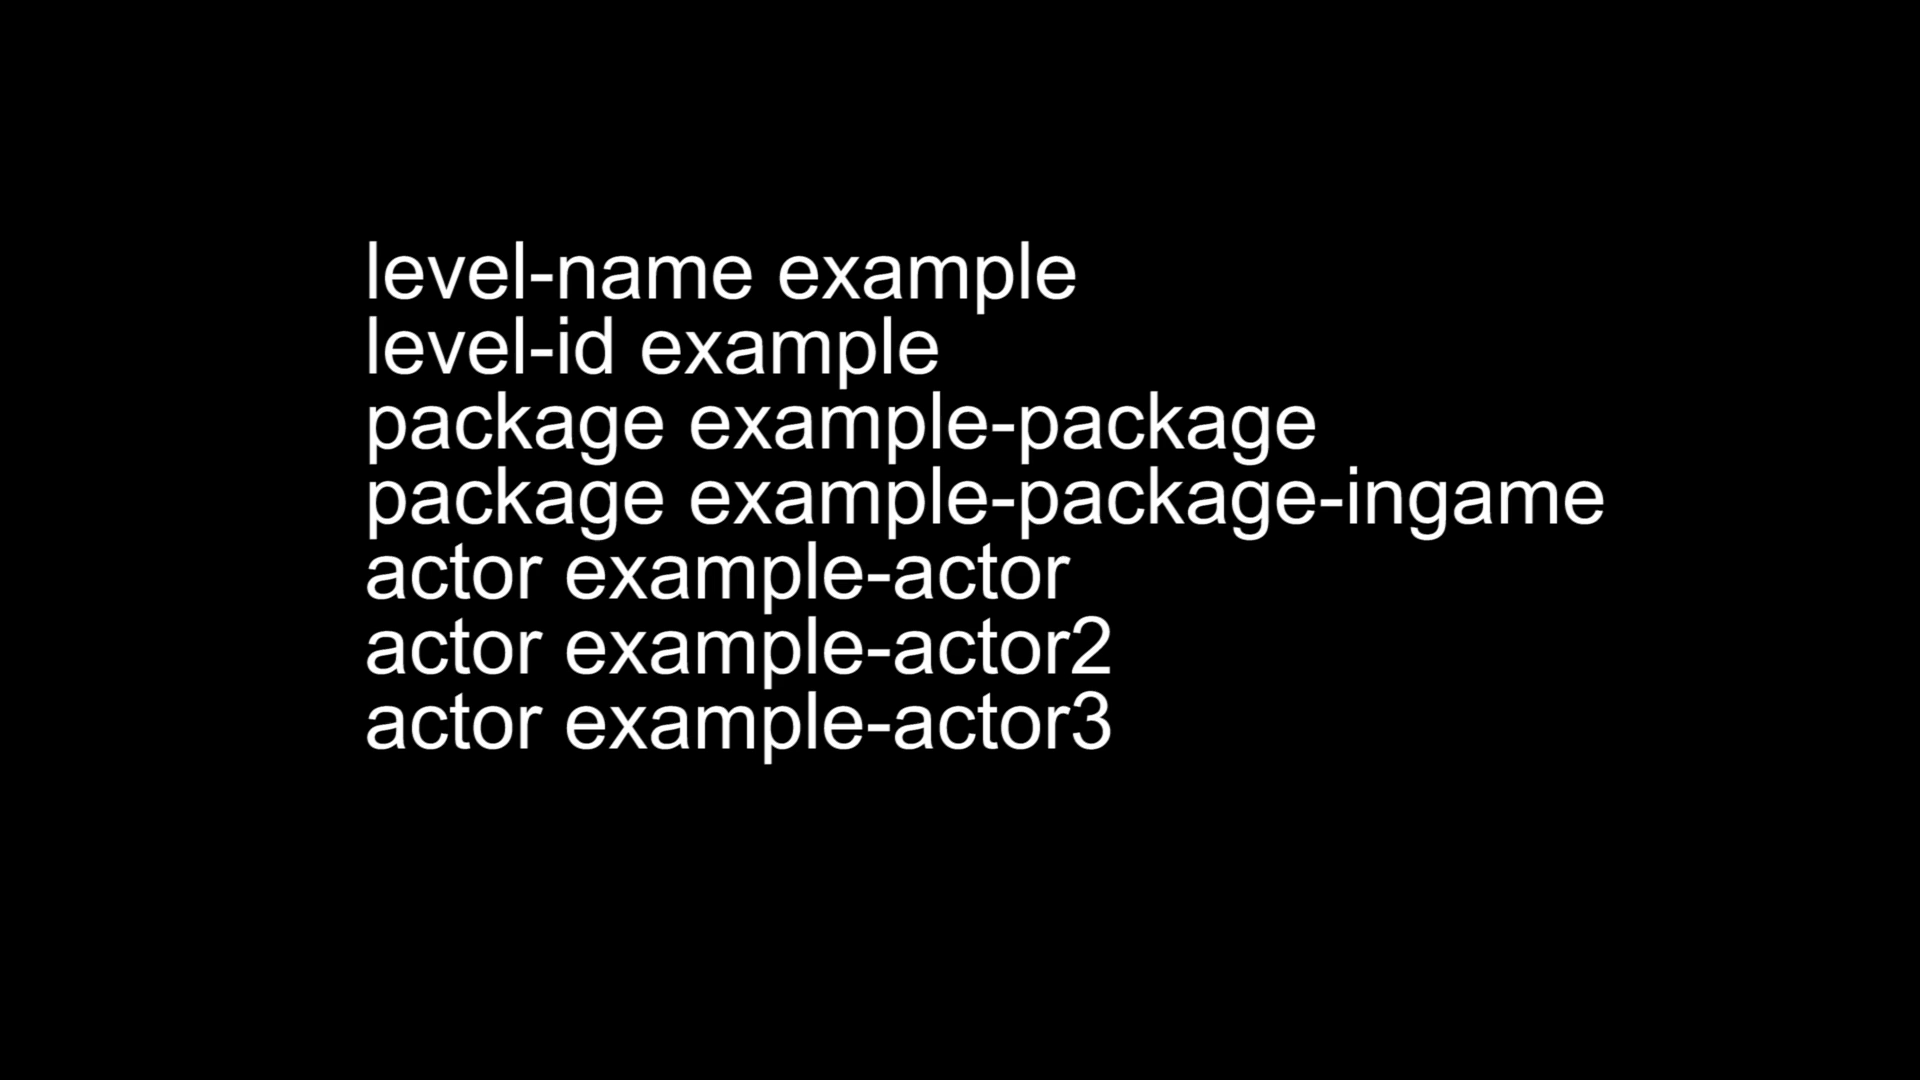 level-name example
level-id example
package example-package
package example-package-ingame
actor example-actor
actor example-actor2
actor example-actor3